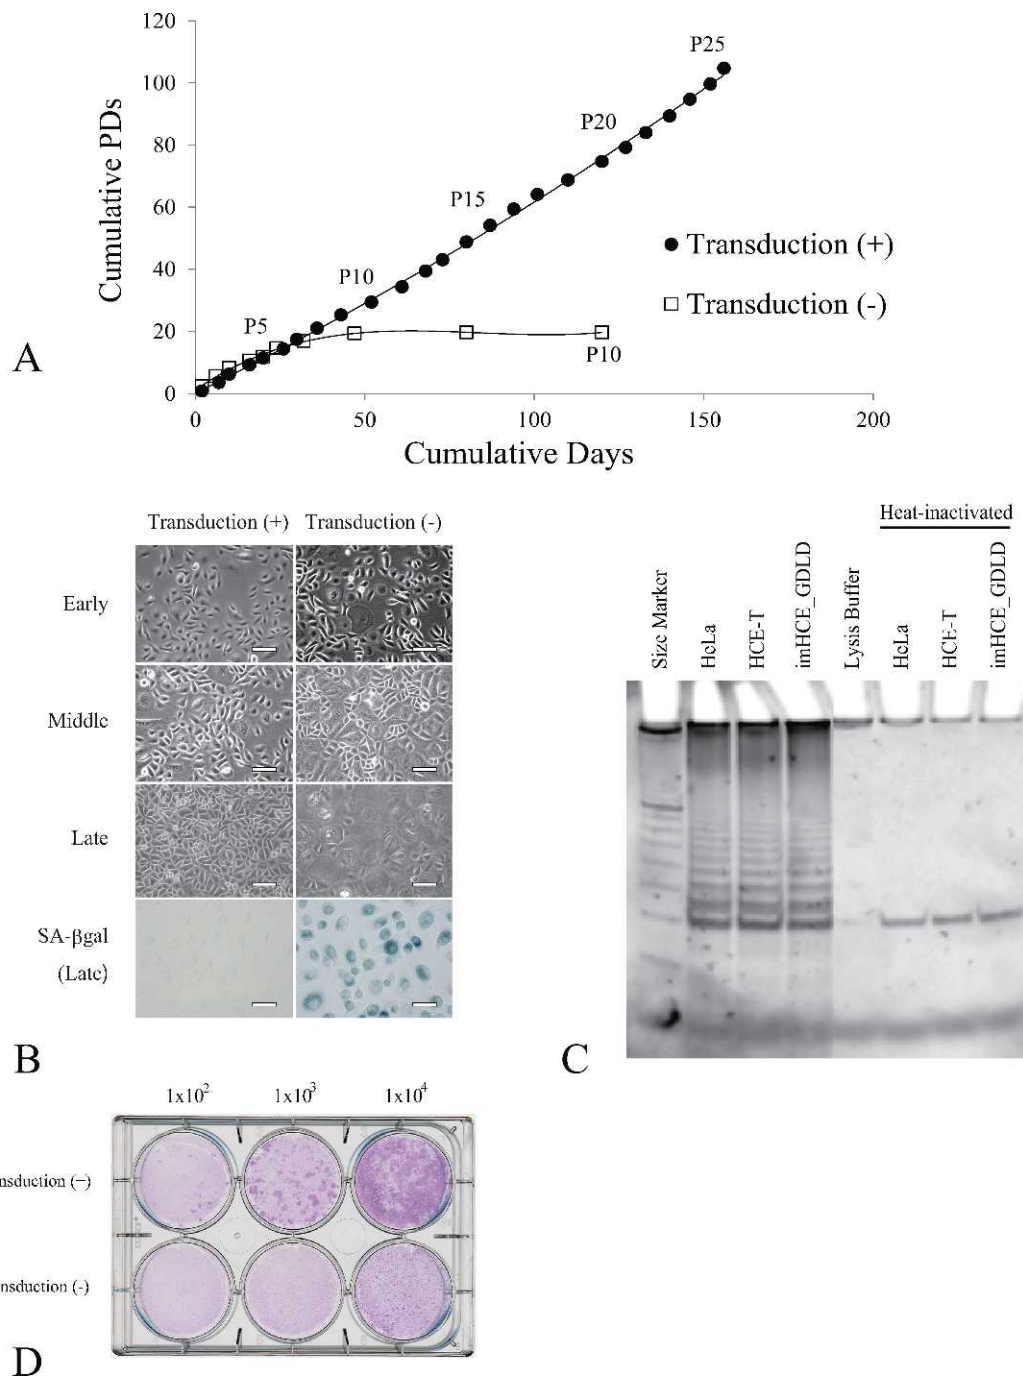 120
100
80
60
40
20
0
Cumulative PDs
P5
P10
P15
P20
P25
P10
Transduction (+)
Transduction (-)
0 50 100 150 200
Cumulative Days
A
Transduction (+) Transduction (-)
Early
Middle
Late
SA-βgal
(Late)
B
Heat-inactivated
Size Marker
HeLa
HCE-T
imHCE_GDLD
Lysis Buffer
HeLa
HCE-T
imHCE_GDLD
C
1x10² 1x10³ 1x10⁴
nsduction (+)
nsduction (-)
D